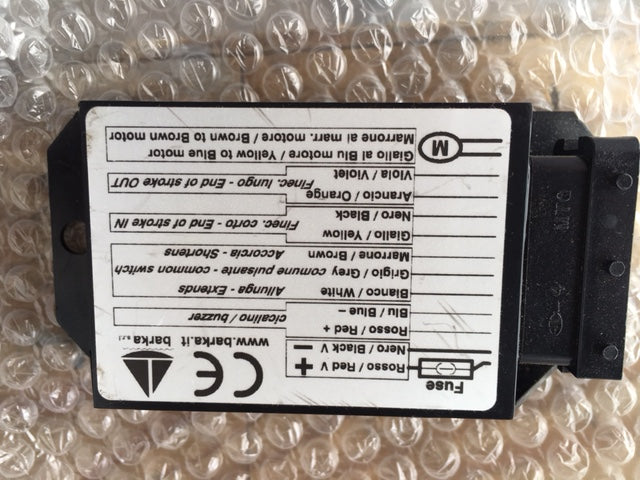 Fuse
Rosso / Red V +
Nero / Black V −
CE
www.barka.it barka s.r.l.
Rosso / Red +
Blu / Blue −
cicalino / buzzer
Bianco / White
Allunga - Extends
Grigio / Grey comune pulsante - common switch
Marrone / Brown
Accorcia - Shortens
Giallo / Yellow
Nero / Black
Finec. corto - End of stroke IN
Arancio / Orange
Viola / Violet
Finec. lungo - End of stroke OUT
Giallo al Blu motore / Yellow to Blue motor
Marrone al marr. motore / Brown to Brown motor
M
MTG